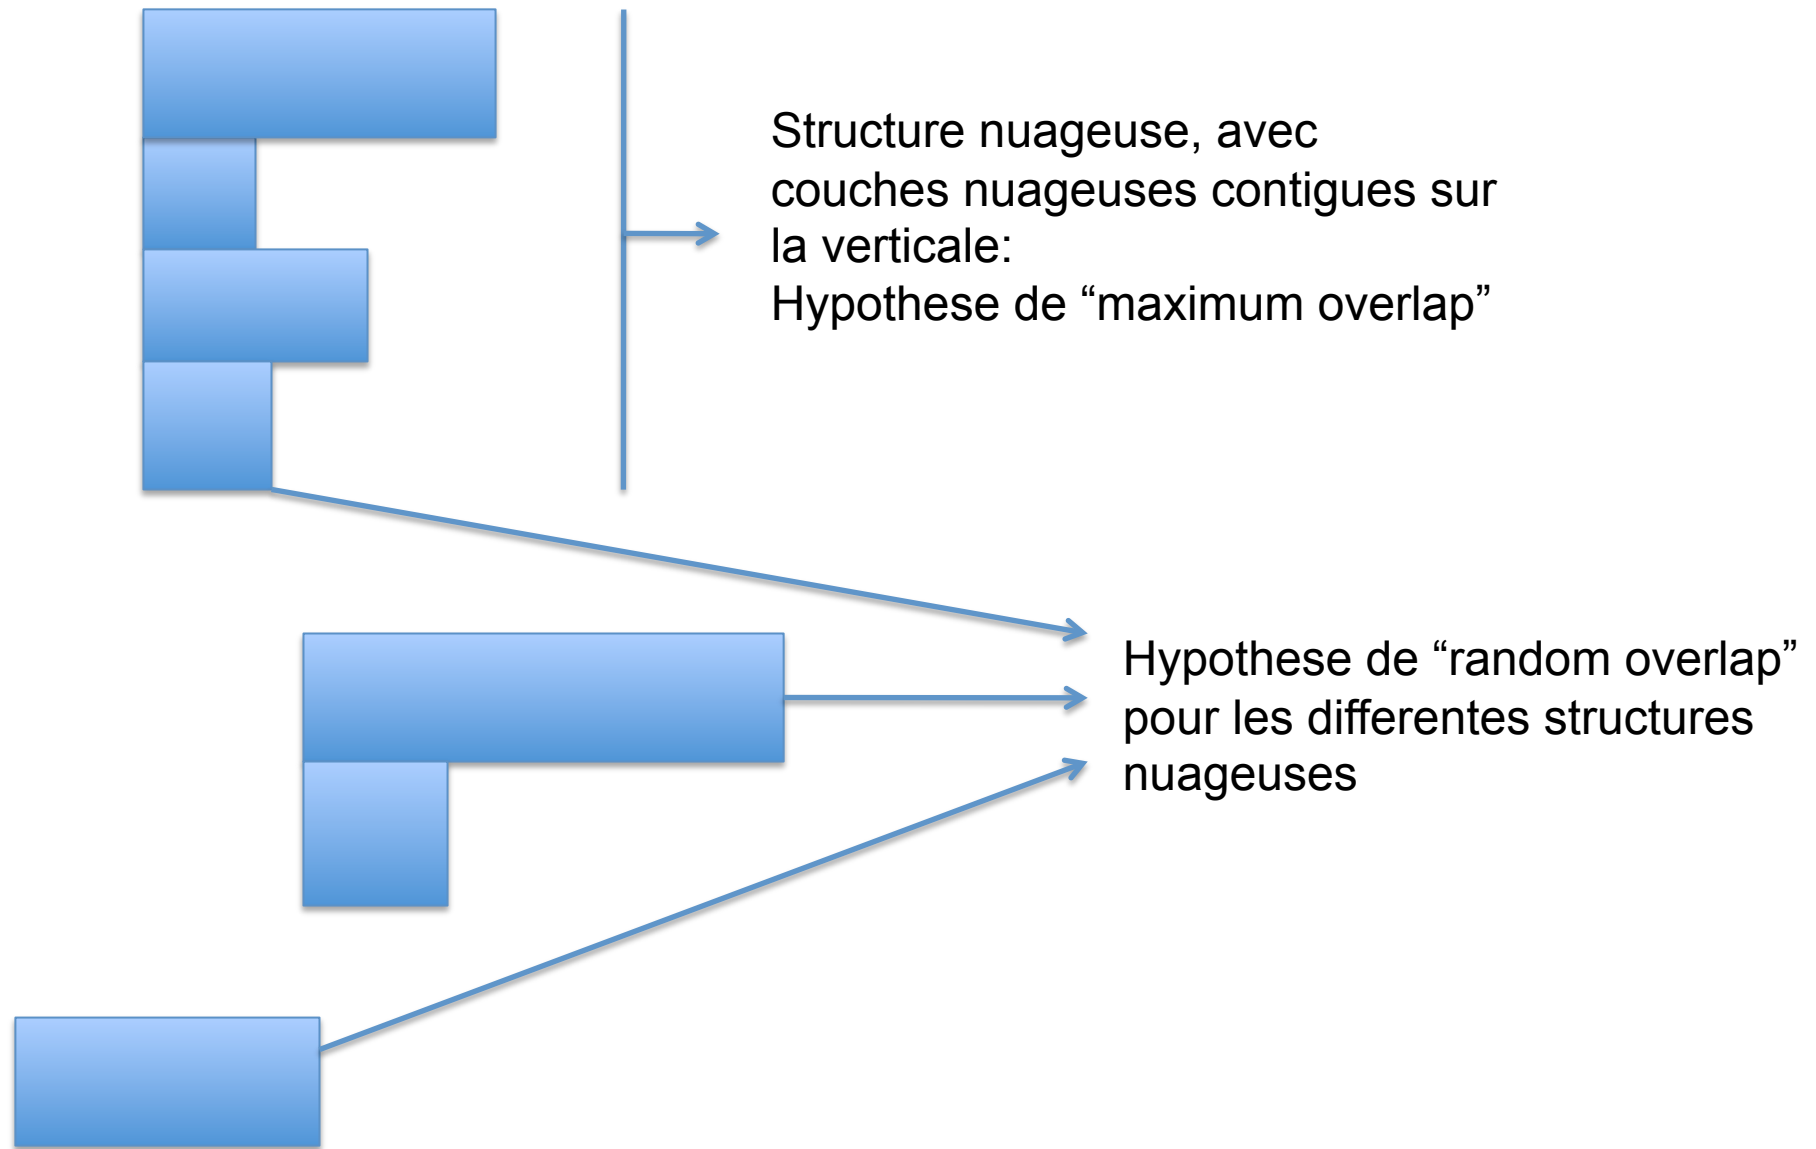 Structure nuageuse, avec
couches nuageuses contigues sur
la verticale:
Hypothese de “maximum overlap”
Hypothese de “random overlap”
pour les differentes structures
nuageuses